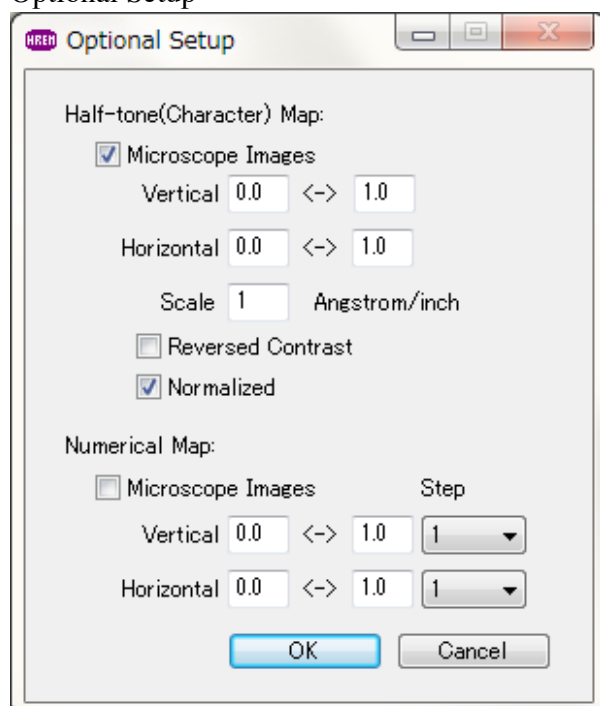 Optional Setup
HREM Optional Setup
Half-tone(Character) Map:
Microscope Images
Vertical 0.0 <-> 1.0
Horizontal 0.0 <-> 1.0
Scale 1 Angstrom/inch
Reversed Contrast
Normalized
Numerical Map:
Microscope Images Step
Vertical 0.0 <-> 1.0 1
Horizontal 0.0 <-> 1.0 1
OK Cancel